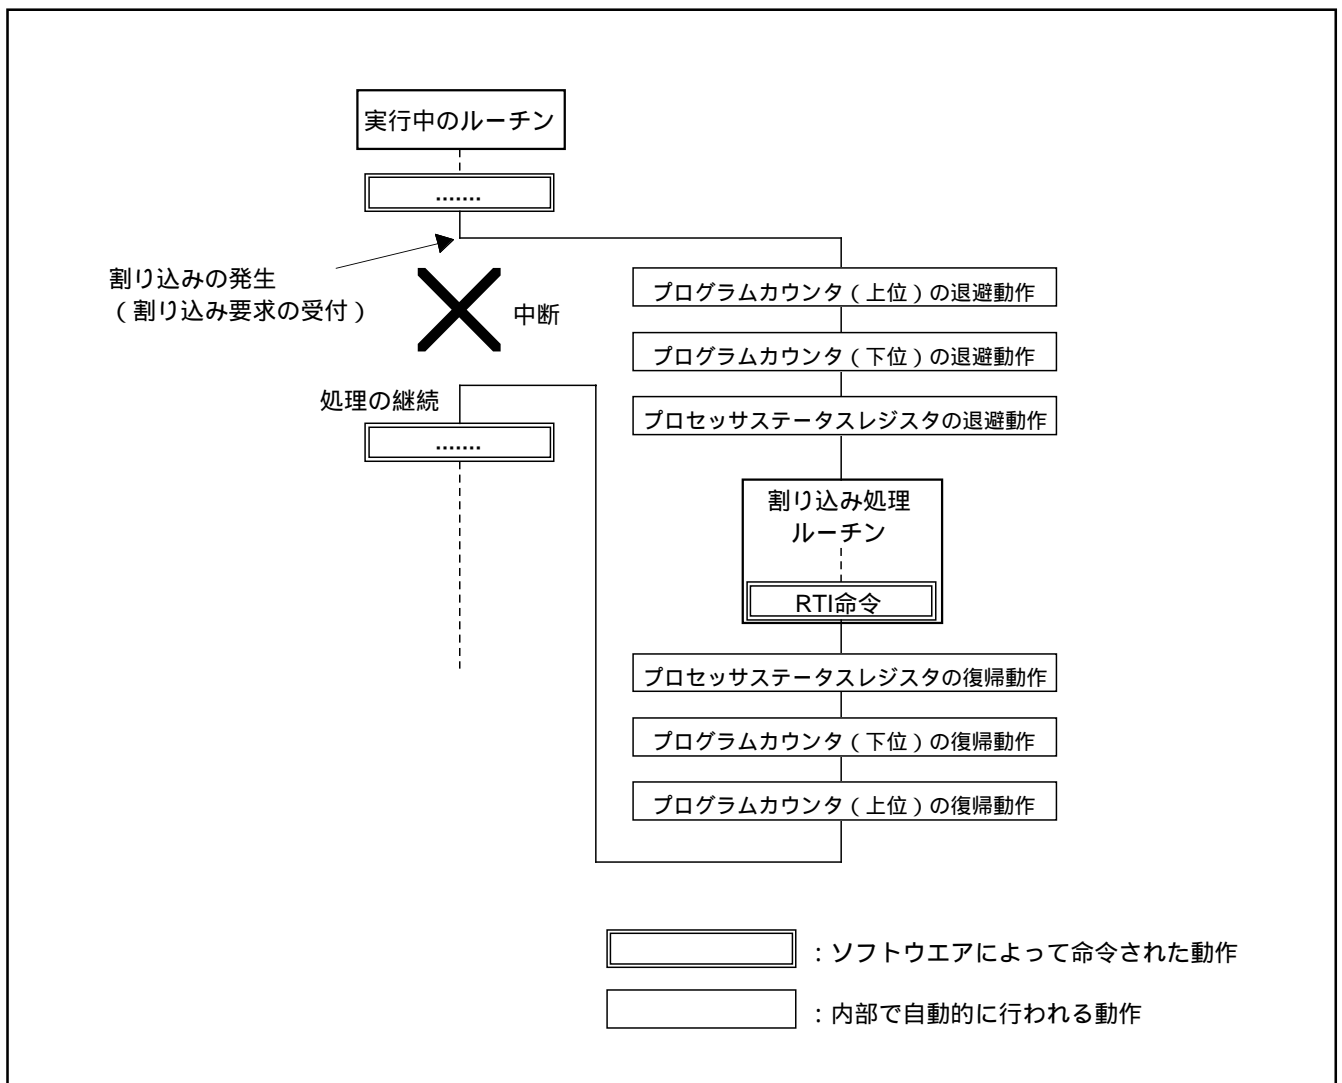 実行中のルーチン
.......
割り込みの発生
(割り込み要求の受付)
中断
プログラムカウンタ(上位)の退避動作
プログラムカウンタ(下位)の退避動作
プロセッサステータスレジスタの退避動作
処理の継続
.......
割り込み処理
ルーチン
RTI命令
プロセッサステータスレジスタの復帰動作
プログラムカウンタ(下位)の復帰動作
プログラムカウンタ(上位)の復帰動作
:ソフトウエアによって命令された動作
:内部で自動的に行われる動作